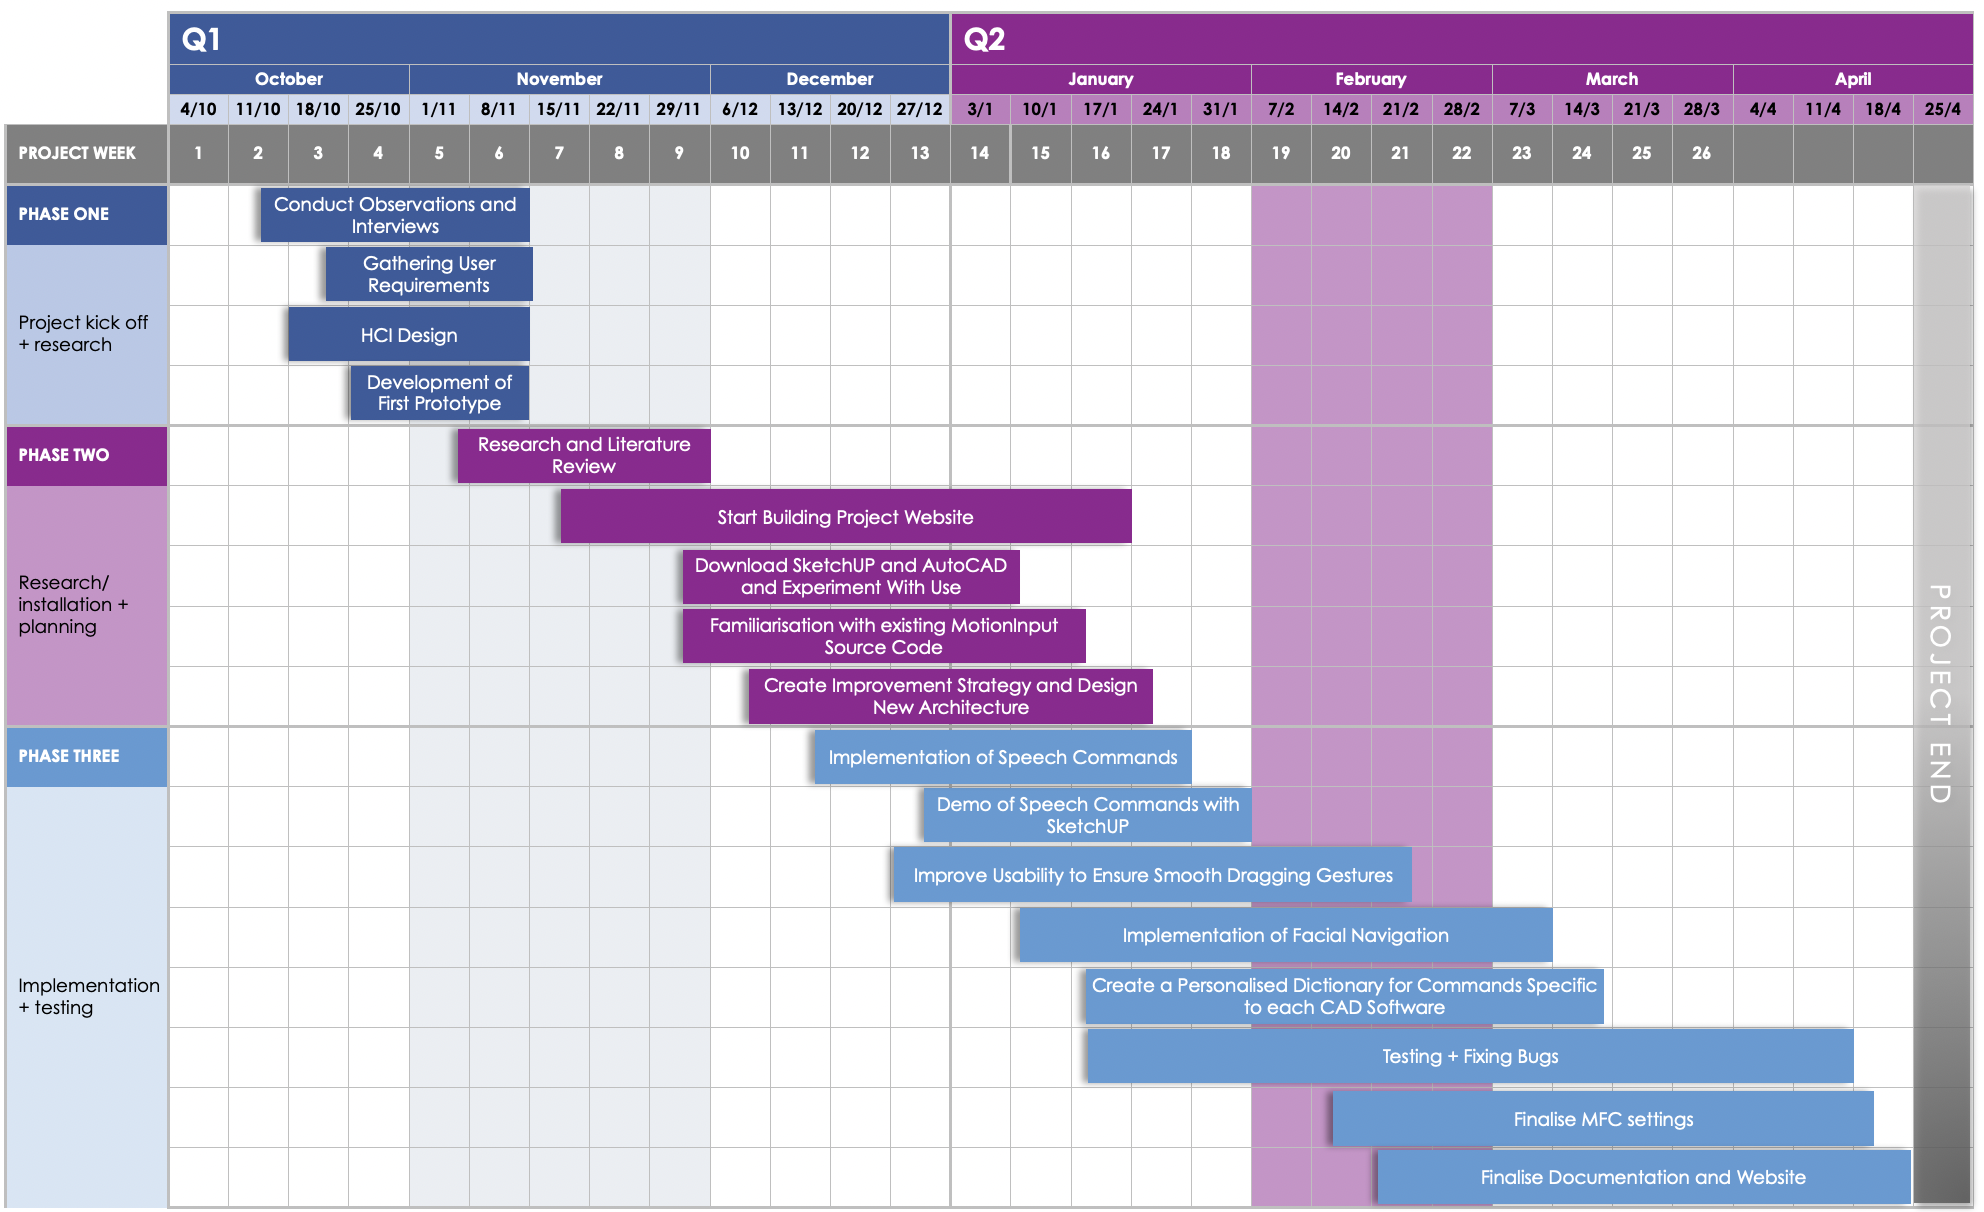 Q1 Q2
October November December January February March April
4/10 11/10 18/10 25/10 1/11 8/11 15/11 22/11 29/11 6/12 13/12 20/12 27/12 3/1 10/1 17/1 24/1 31/1 7/2 14/2 21/2 28/2 7/3 14/3 21/3 28/3 4/4 11/4 18/4 25/4
PROJECT WEEK 1 2 3 4 5 6 7 8 9 10 11 12 13 14 15 16 17 18 19 20 21 22 23 24 25 26
PHASE ONE
Conduct Observations and
Interviews
Project kick off
+ research
Gathering User
Requirements
HCI Design
Development of
First Prototype
PHASE TWO
Research and Literature
Review
Research/
installation +
planning
Start Building Project Website
Download SketchUP and AutoCAD
and Experiment With Use
Familiarisation with existing MotionInput
Source Code
Create Improvement Strategy and Design
New Architecture
PHASE THREE
Implementation of Speech Commands
Implementation
+ testing
Demo of Speech Commands with
SketchUP
Improve Usability to Ensure Smooth Dragging Gestures
Implementation of Facial Navigation
Create a Personalised Dictionary for Commands Specific
to each CAD Software
Testing + Fixing Bugs
Finalise MFC settings
Finalise Documentation and Website
PROJECT END